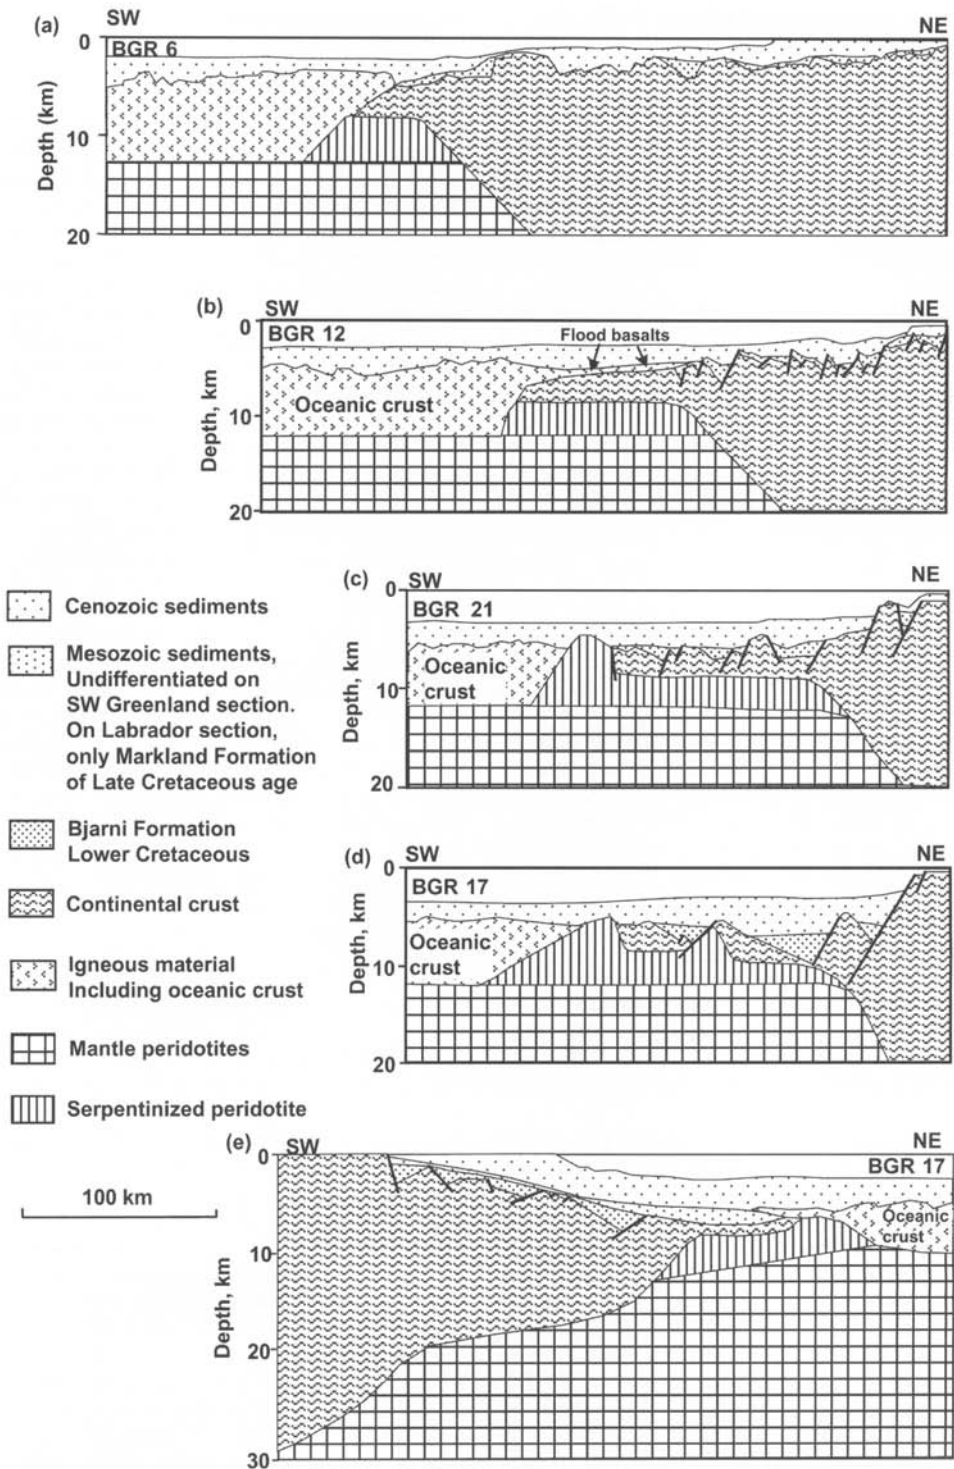 (a)
SW
NE
BGR 6
0
10
20
Depth (km)
(b)
SW
NE
BGR 12
Flood basalts
Oceanic crust
0
10
20
Depth, km
(c)
SW
NE
BGR 21
Oceanic
crust
0
10
20
Depth, km
(d)
SW
NE
BGR 17
Oceanic
crust
0
10
20
Depth, km
Cenozoic sediments
Mesozoic sediments,
Undifferentiated on
SW Greenland section.
On Labrador section,
only Markland Formation
of Late Cretaceous age
Bjarni Formation
Lower Cretaceous
Continental crust
Igneous material
Including oceanic crust
Mantle peridotites
Serpentinized peridotite
100 km
(e)
SW
NE
BGR 17
Oceanic
crust
0
10
20
30
Depth, km